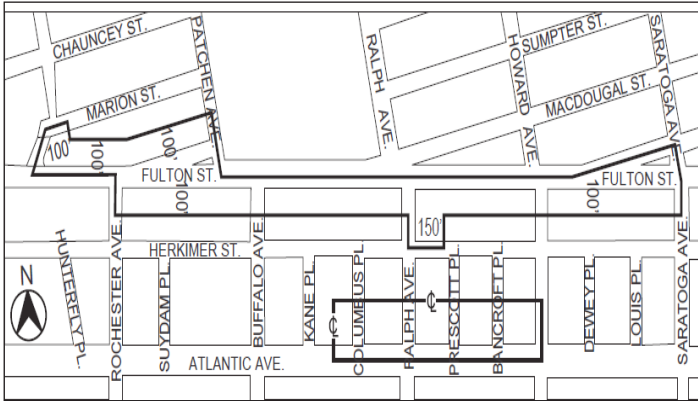 CHAUNCEY ST.
SUMPTER ST.
PATCHEN AVE.
RALPH AVE.
HOWARD AVE.
SARATOGA AVE.
MARION ST.
MACDOUGAL ST.
100'
100'
100'
FULTON ST.
FULTON ST.
100'
100'
150'
HERKIMER ST.
HUNTERFLY PL.
ROCHESTER AVE.
SUYDAM PL.
BUFFALO AVE.
KANE PL.
COLUMBUS PL.
RALPH AVE.
PRESCOTT PL.
BANCROFT PL.
DEWEY PL.
LOUIS PL.
SARATOGA AVE.
N
ATLANTIC AVE.